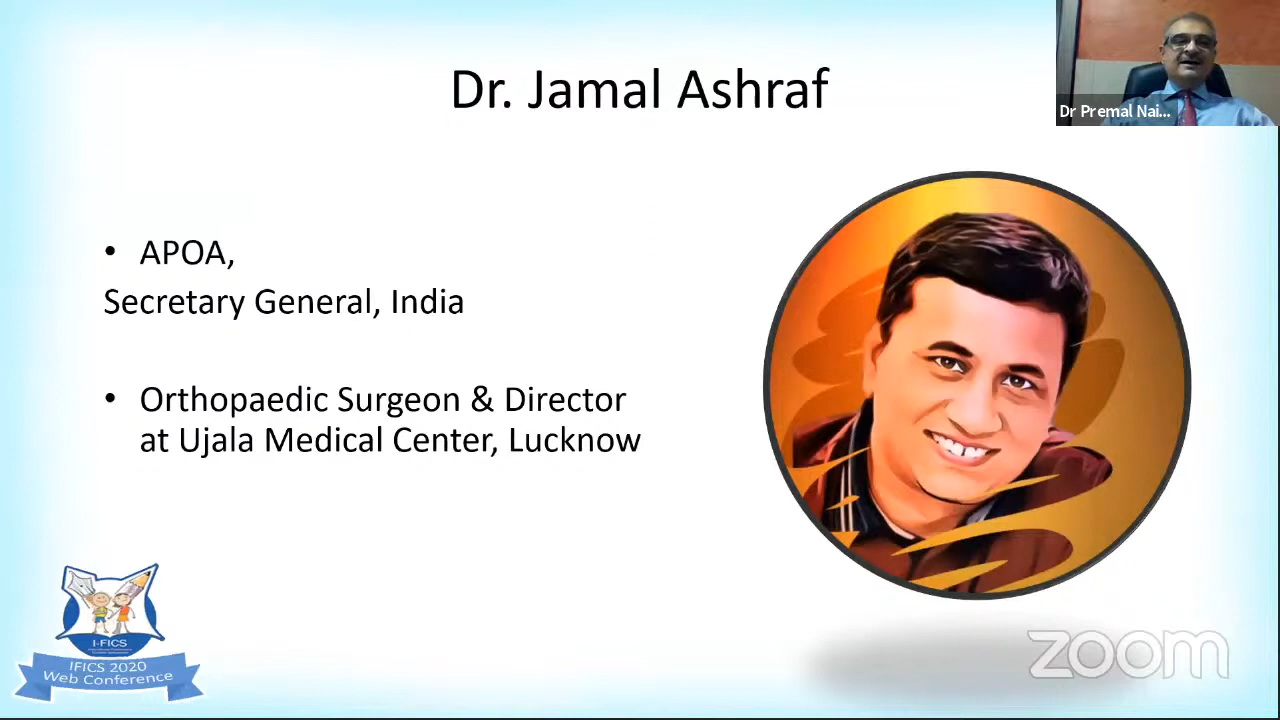 Dr. Jamal Ashraf
Dr Premal Nai...
• APOA,
Secretary General, India
• Orthopaedic Surgeon & Director
at Ujala Medical Center, Lucknow
I-FICS
IFICS 2020
Web Conference
zoom